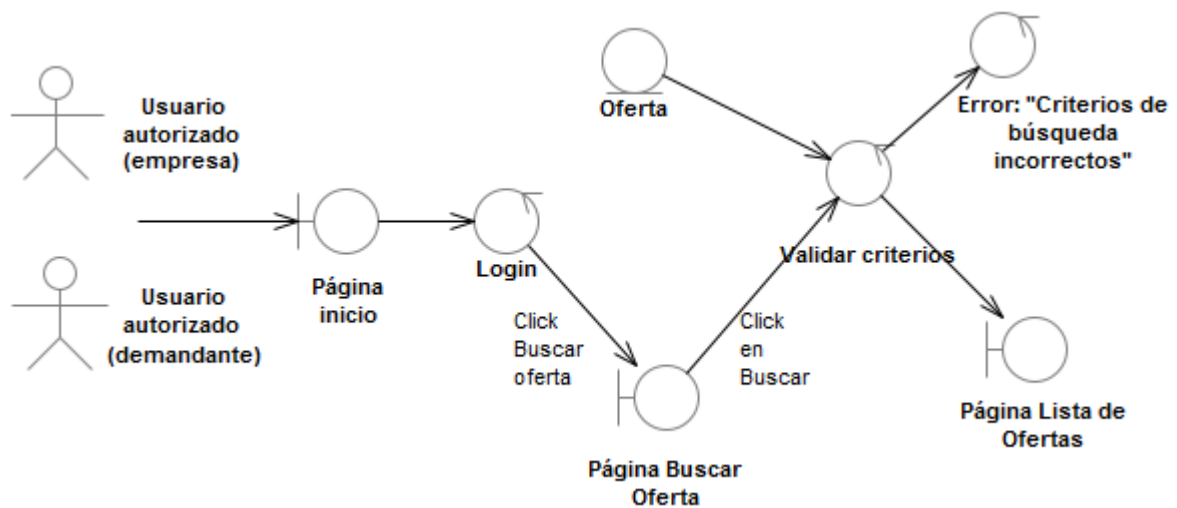 Usuario
autorizado
(empresa)
Usuario
autorizado
(demandante)
Página
inicio
Login
Click
Buscar
oferta
Página Buscar
Oferta
Click
en
Buscar
Oferta
Validar criterios
Error: "Criterios de
búsqueda
incorrectos"
Página Lista de
Ofertas